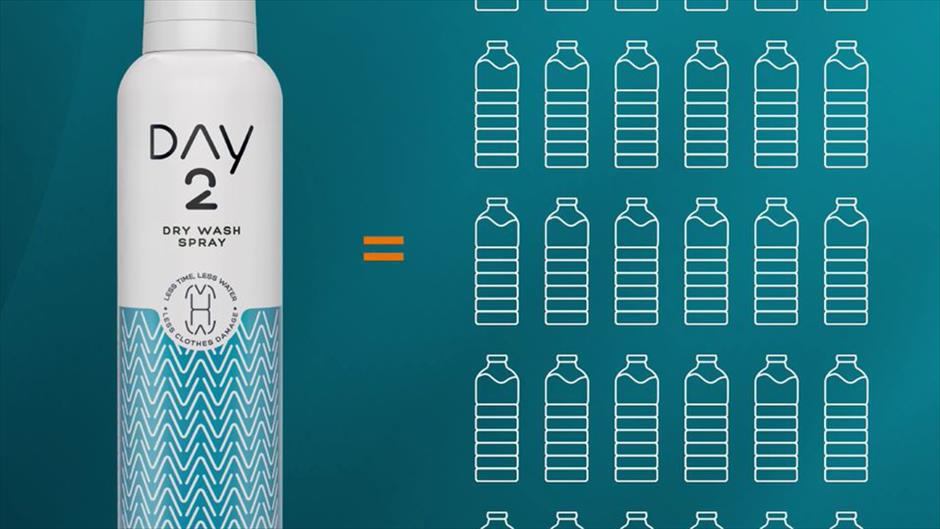 DAY
2
DRY WASH
SPRAY
=
LESS TIME, LESS WATER
• LESS CLOTHES DAMAGE •